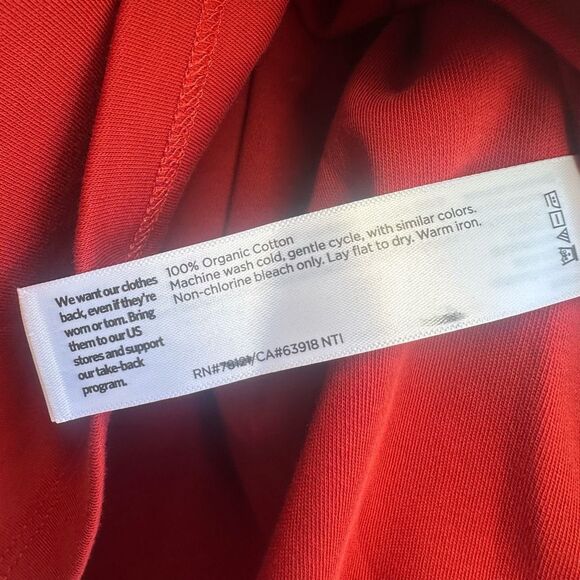 We want our clothes
back, even if they're
worn or torn. Bring
them to our US
stores and support
our take-back
program.
100% Organic Cotton
Machine wash cold, gentle cycle, with similar colors.
Non-chlorine bleach only. Lay flat to dry. Warm iron.
/CA#63918 NTI